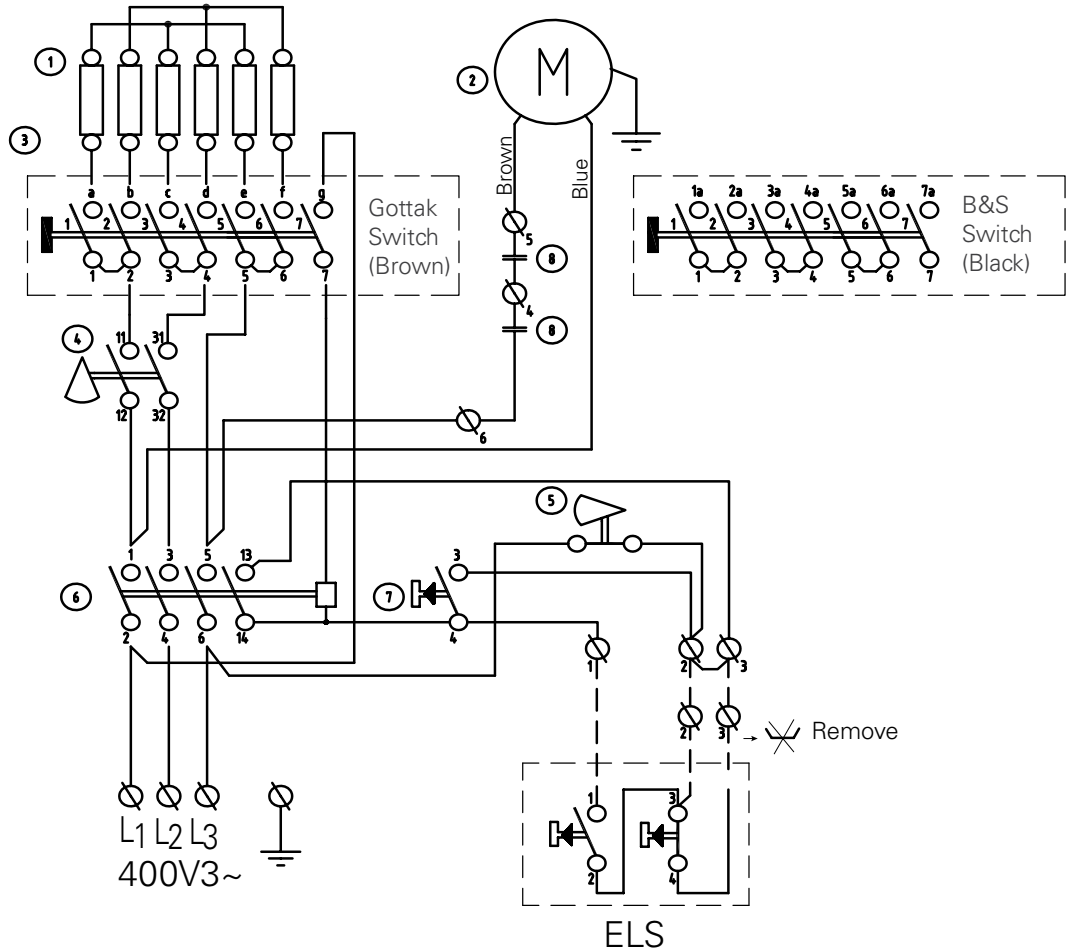 1
2
M
3
Brown
Blue
a b c d e f g
1 2 3 4 5 6 7
1 2 3 4 5 6 7
Gottak
Switch
(Brown)
1a 2a 3a 4a 5a 6a 7a
1 2 3 4 5 6 7
1 2 3 4 5 6 7
B&S
Switch
(Black)
5
8
4
8
6
4
11 31
12 32
5
1 3 5 13
6
2 4 6 14
7
3
4
1
2
3
2
3
→ Remove
L1 L2 L3
400V3~
1
2
3
4
ELS